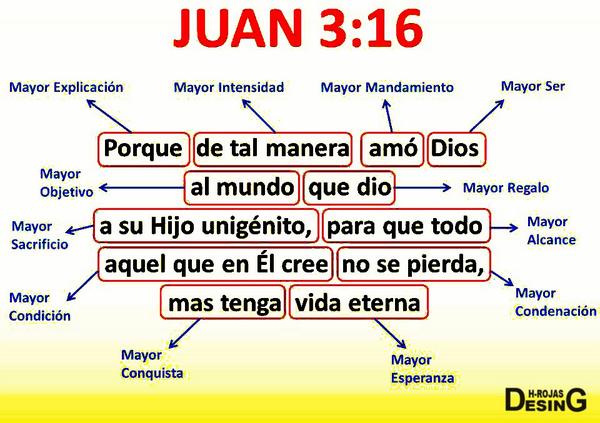 JUAN 3:16
Mayor Explicación
Mayor Intensidad
Mayor Mandamiento
Mayor Ser
Porque de tal manera amó Dios
Mayor
Objetivo
al mundo que dio
Mayor Regalo
Mayor
Sacrificio
a su Hijo unigénito, para que todo
Mayor
Alcance
aquel que en Él cree no se pierda,
Mayor
Condición
mas tenga vida eterna
Mayor
Condenación
Mayor
Conquista
Mayor
Esperanza
H-ROJAS
DESING